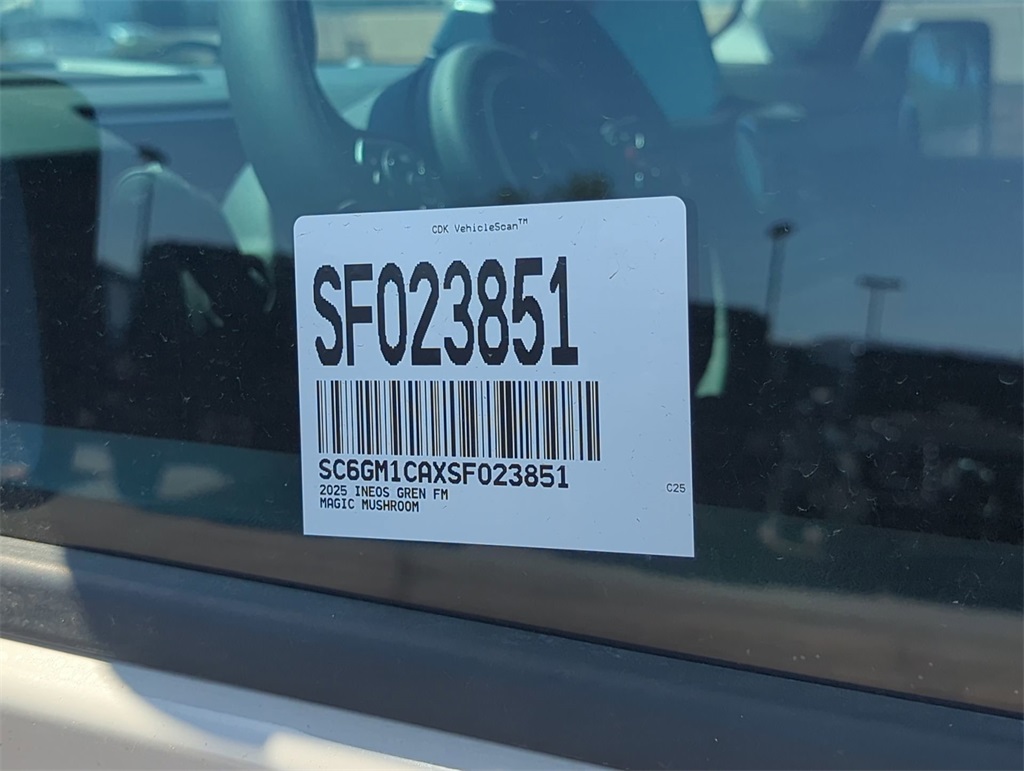 CDK VehicleScan™
SF023851
SC6GM1CAXSF023851
2025 INEOS GREN FM
MAGIC MUSHROOM
C25